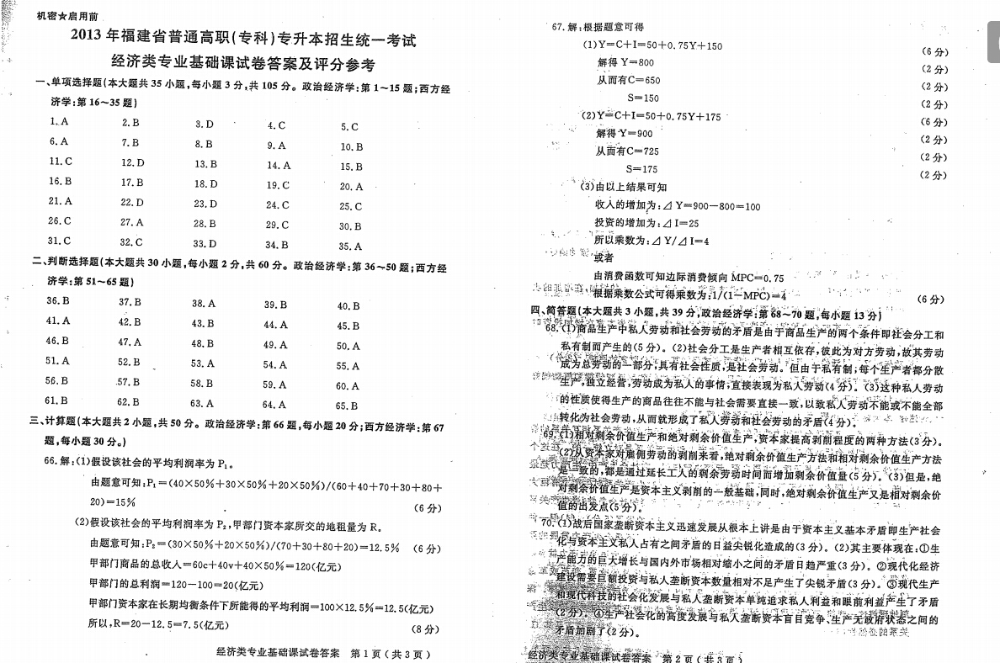 机密★启用前
2013 年福建省普通高职(专科)专升本招生统一考试
经济类专业基础课试卷答案及评分参考
一、单项选择题(本大题共 35 小题,每小题 3 分,共 105 分。政治经济学:第 1～15 题;西方经
济学:第 16～35 题)
1. A 2. B 3. D 4. C 5. C
6. A 7. B 8. B 9. A 10. B
11. C 12. D 13. B 14. A 15. B
16. B 17. B 18. D 19. C 20. A
21. A 22. D 23. D 24. C 25. C
26. C 27. A 28. B 29. C 30. B
31. C 32. C 33. D 34. B 35. A
二、判断选择题(本大题共 30 小题,每小题 2 分,共 60 分。政治经济学:第 36～50 题;西方经
济学:第 51～65 题)
36. B 37. B 38. A 39. B 40. B
41. A 42. B 43. B 44. A 45. B
46. B 47. A 48. B 49. A 50. A
51. A 52. B 53. A 54. A 55. A
56. B 57. B 58. B 59. A 60. A
61. B 62. B 63. A 64. A 65. B
三、计算题(本大题共 2 小题,共 50 分。政治经济学:第 66 题,每小题 20 分;西方经济学:第 67
题,每小题 30 分。)
66. 解:(1)假设该社会的平均利润率为 P₁。
由题意可知:P₁=(40×50%+30×50%+20×50%)/(60+40+70+30+80+
20)=15% (6 分)
(2)假设该社会的平均利润率为 P₂,甲部门资本家所交的地租量为 R。
由题意可知:P₂=(30×50%+20×50%)/(70+30+80+20)=12.5% (6 分)
甲部门商品的总收入=60c+40v+40×50%=120(亿元)
甲部门的总利润=120-100=20(亿元)
甲部门资本家在长期均衡条件下所能得的平均利润=100×12.5%=12.5(亿元)
所以,R=20-12.5=7.5(亿元) (8 分)
经济类专业基础课试卷答案 第 1 页 ( 共 3 页 )
67. 解:根据题意可得
(1)Y=C+I=50+0.75Y+150 (6 分)
解得 Y=800 (2 分)
从而有C=650 (2 分)
S=150 (2 分)
(2)Y=C+I=50+0.75Y+175 (6 分)
解得 Y=900 (2 分)
从而有C=725 (2 分)
S=175 (2 分)
(3)由以上结果可知
收入的增加为:⊿ Y=900-800=100
投资的增加为:⊿ I=25
所以乘数为:⊿ Y/⊿ I=4
或者
由消费函数可知边际消费倾向 MPC=0.75
根据乘数公式可得乘数为:1/(1-MPC)=4 (6 分)
四、简答题(本大题共 3 小题,共 39 分,政治经济学:第 68～70 题,每小题 13 分)
68. (1)商品生产中私人劳动和社会劳动的矛盾是由于商品生产的两个条件即社会分工和
私有制而产生的(5 分)。(2)社会分工是生产者相互依存,彼此为对方劳动,故其劳动
成为总劳动的一部分,具有社会性质,是社会劳动。但由于私有制,每个生产者都分散
生产,独立经营,劳动成为私人的事情,直接表现为私人劳动(4 分)。(3)这种私人劳动
的性质使得生产的商品往往不能与社会需要直接一致,以致私人劳动不能或不能全部
转化为社会劳动,从而就形成了私人劳动和社会劳动的矛盾(4 分)。
69. (1)相对剩余价值生产和绝对剩余价值生产,资本家提高剥削程度的两种方法(3 分)。
(2)从资本家对雇佣劳动的剥削来看,绝对剩余价值生产方法和相对剩余价值生产方法
是一致的,都是通过延长工人的剩余劳动时间而增加剩余价值量(5 分)。(3)但是,绝
对剩余价值生产是资本主义剥削的一般基础,同时,绝对剩余价值生产又是相对剩余价
值的出发点(5 分)。
70. (1)战后国家垄断资本主义迅速发展从根本上讲是由于资本主义基本矛盾即生产社会
化与资本主义私人占有之间矛盾的日益尖锐化造成的(3 分)。(2)其主要体现在:①生
产能力的巨大增长与国内外市场相对缩小之间的矛盾日趋严重(3 分)。②现代化经济
建设需要巨额投资与私人垄断资本数量相对不足产生了尖锐矛盾(3 分)。③现代生产
和现代科技的社会化发展与私人垄断资本单纯追求私人利益和眼前利益产生了矛盾
(2 分)。④生产社会化的高度发展与私人垄断资本盲目竞争、生产无政府状态之间的
矛盾加剧了(2 分)。
经济类专业基础课试卷答案 第 2 页 ( 共 3 页 )